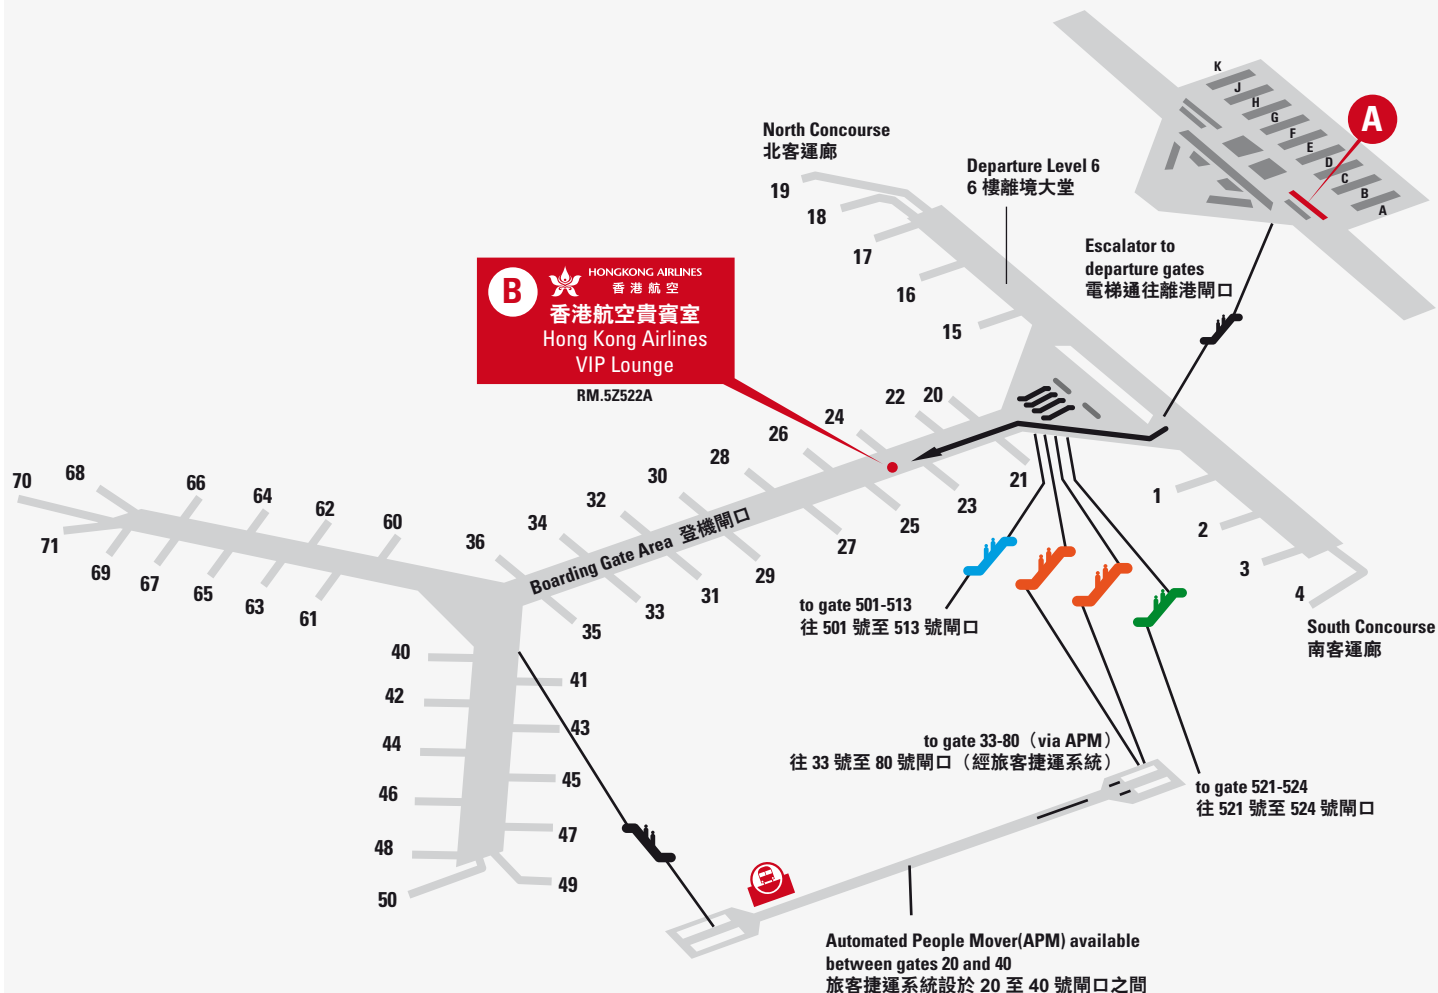 K
J
H
G
F
E
D
C
B
A
A
North Concourse
北客運廊
Departure Level 6
6 樓離境大堂
Escalator to
departure gates
電梯通往離港閘口
19
18
17
16
15
B
HONGKONG AIRLINES
香港航空
香港航空貴賓室
Hong Kong Airlines
VIP Lounge
RM.5Z522A
22
20
24
26
28
30
32
34
36
21
23
25
27
29
31
33
35
Boarding Gate Area 登機閘口
1
2
3
4
South Concourse
南客運廊
70
68
66
64
62
60
71
69
67
65
63
61
40
42
44
46
48
50
41
43
45
47
49
to gate 501-513
往 501 號至 513 號閘口
to gate 33-80（via APM）
往 33 號至 80 號閘口（經旅客捷運系統）
to gate 521-524
往 521 號至 524 號閘口
Automated People Mover(APM) available
between gates 20 and 40
旅客捷運系統設於 20 至 40 號閘口之間